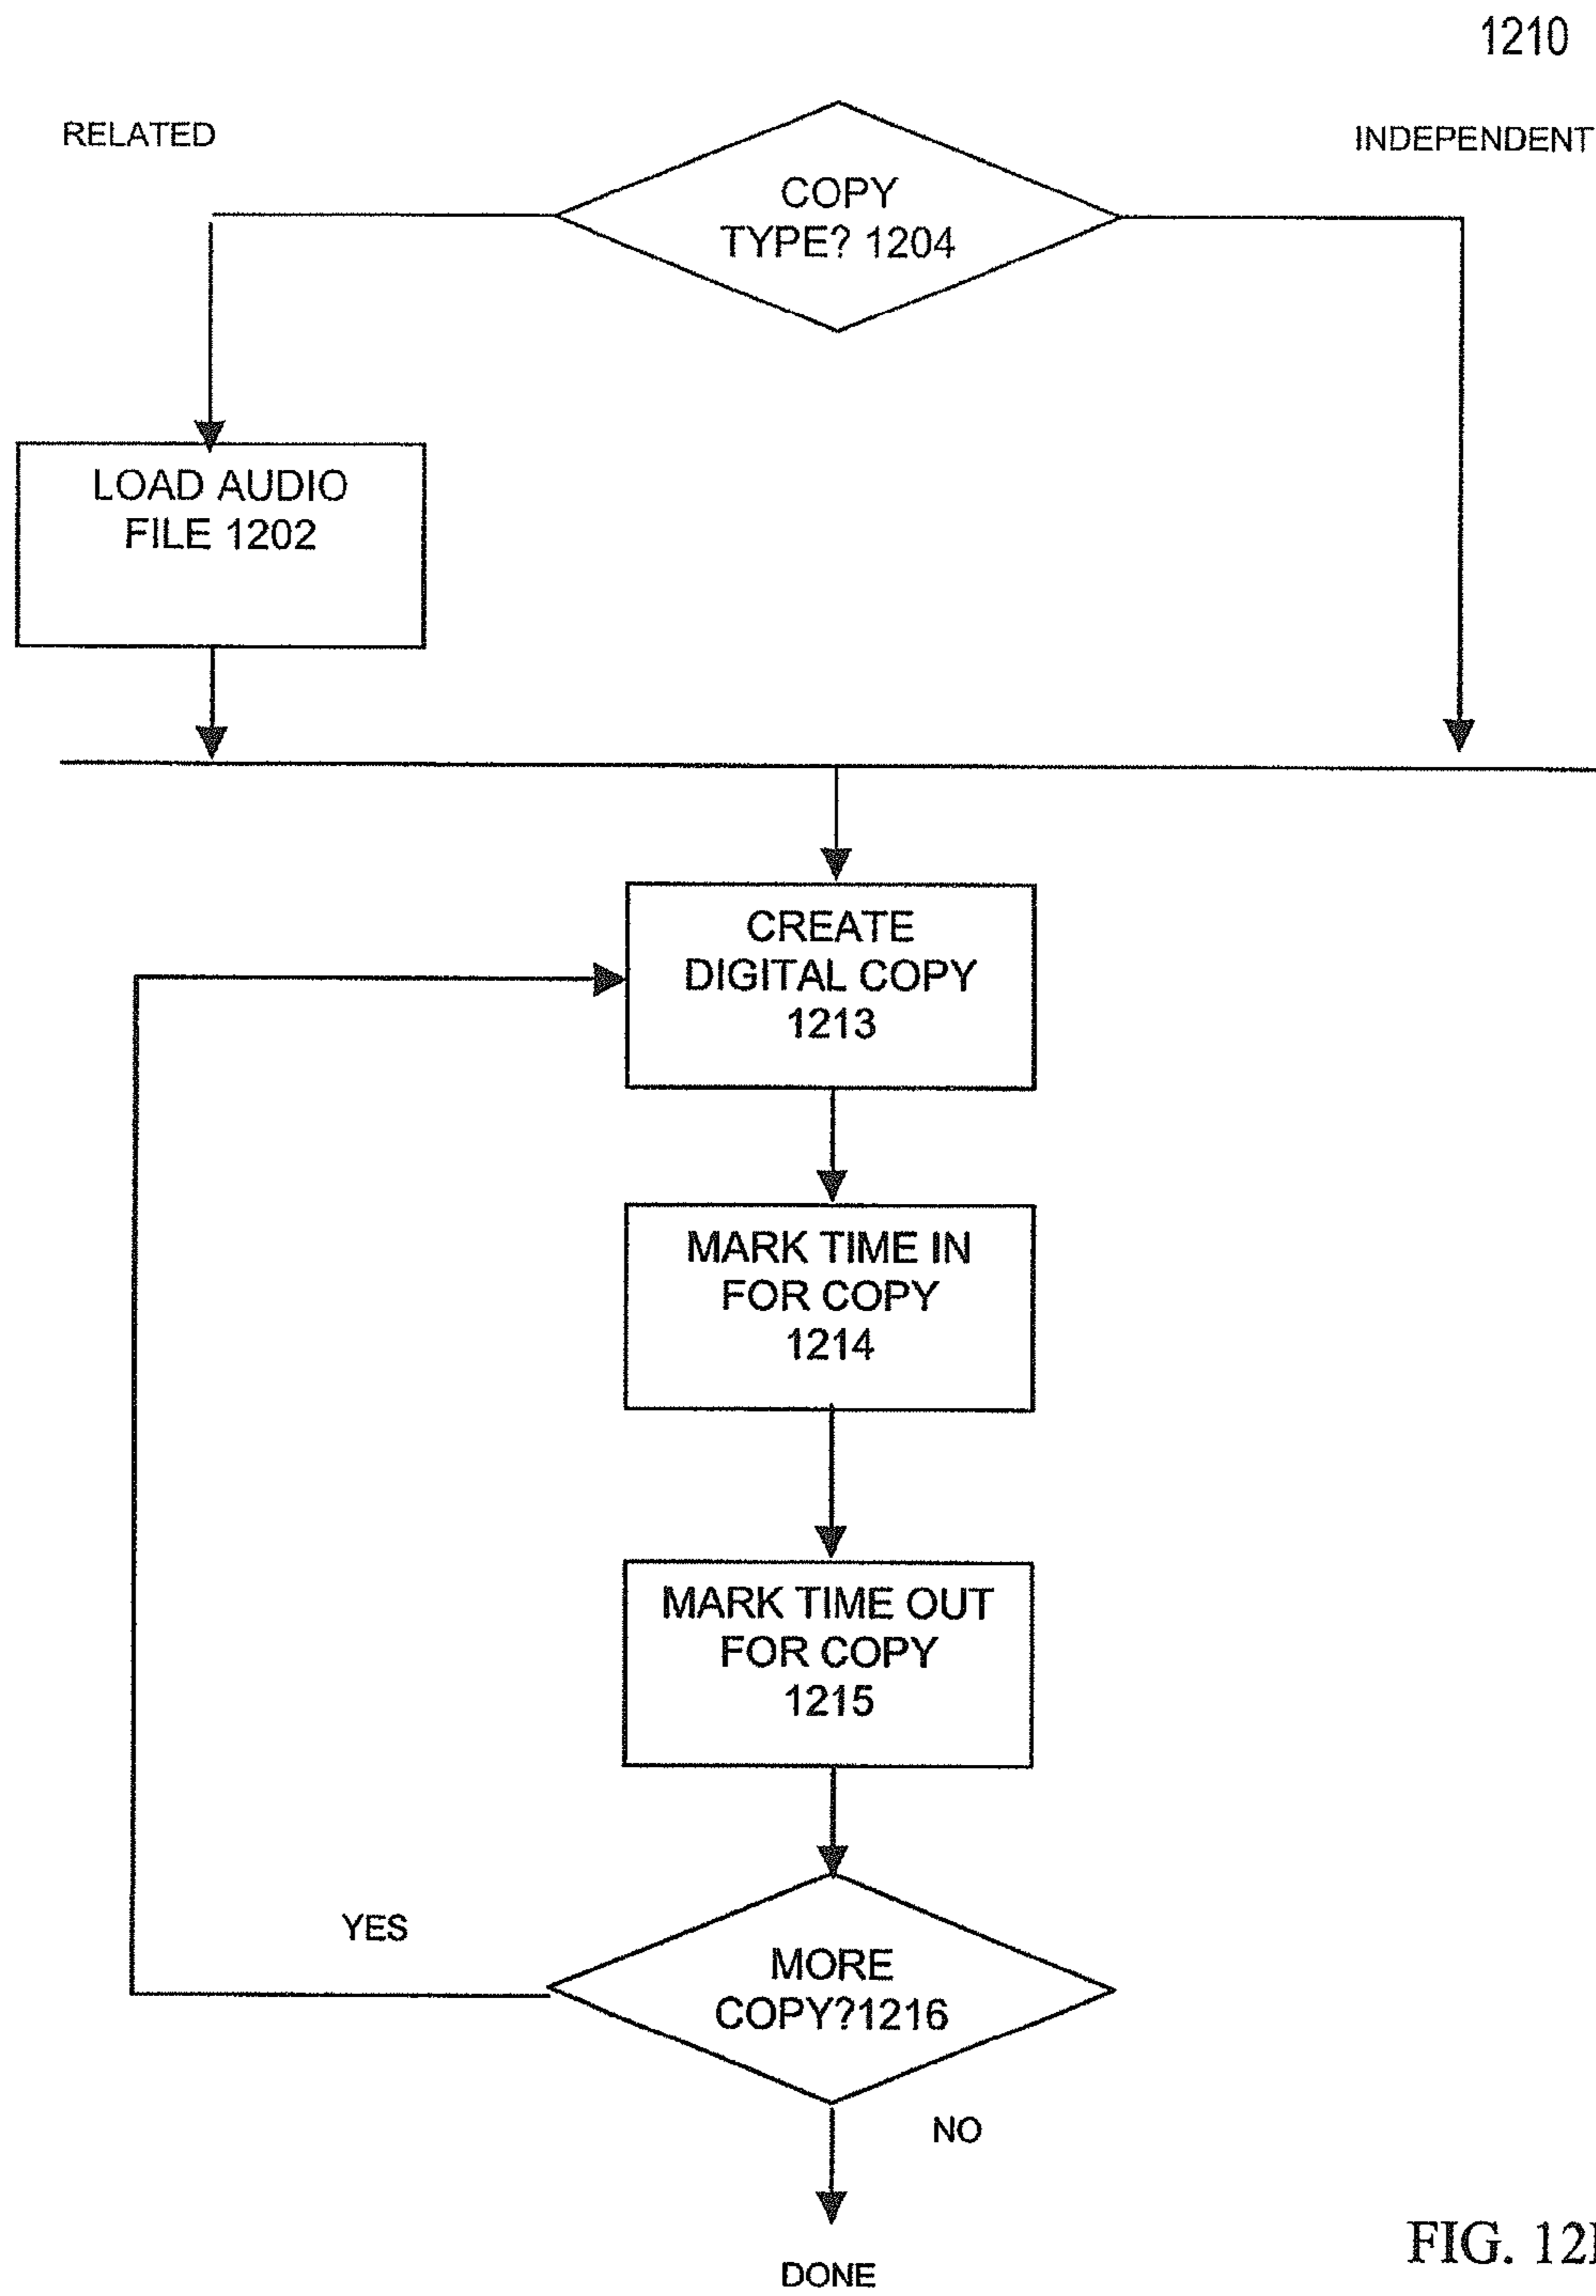 1210
RELATED
INDEPENDENT
COPY
TYPE? 1204
LOAD AUDIO
FILE 1202
CREATE
DIGITAL COPY
1213
MARK TIME IN
FOR COPY
1214
MARK TIME OUT
FOR COPY
1215
YES
MORE
COPY?1216
NO
DONE
FIG.